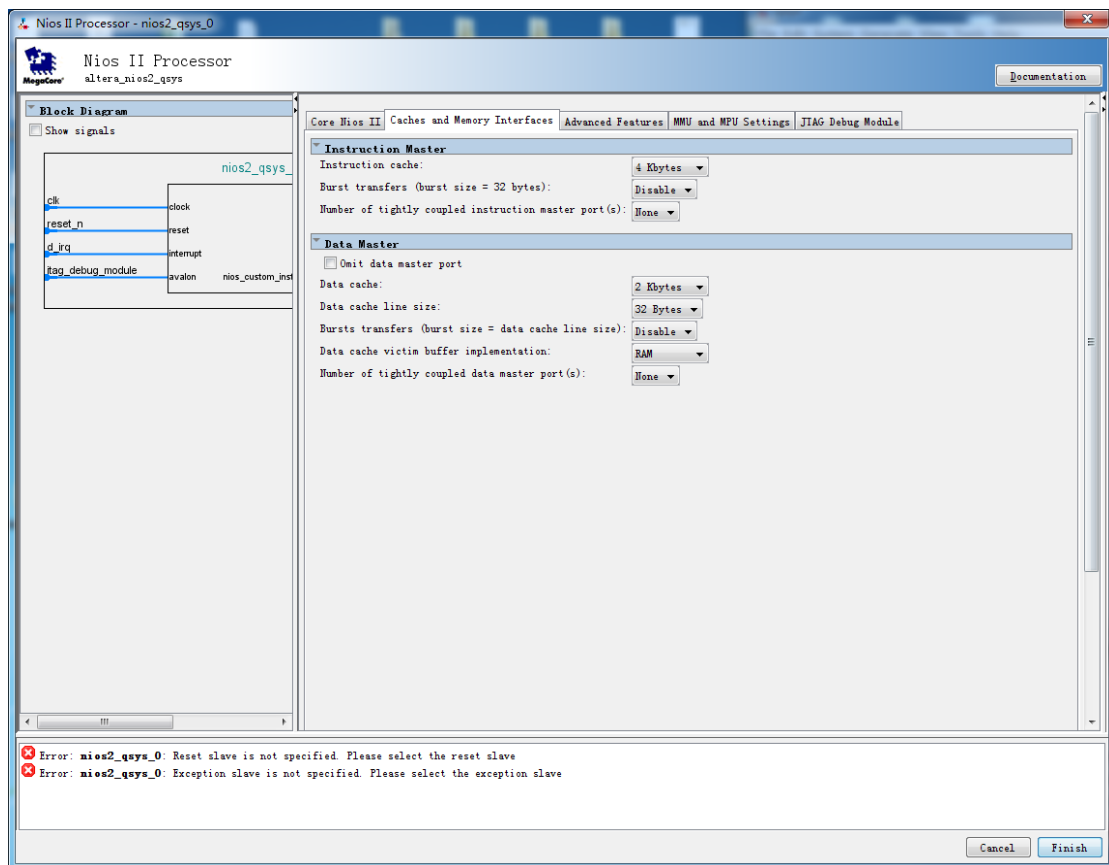 Nios II Processor - nios2_qsys_0
Nios II Processor
MegaCore®
altera_nios2_qsys
Documentation
Block Diagram
Show signals
nios2_qsys_
clk
clock
reset_n
reset
d_irq
interrupt
jtag_debug_module
avalon
nios_custom_inst
Core Nios II
Caches and Memory Interfaces
Advanced Features
MMU and MPU Settings
JTAG Debug Module
Instruction Master
Instruction cache: 4 Kbytes
Burst transfers (burst size = 32 bytes): Disable
Number of tightly coupled instruction master port(s): None
Data Master
Omit data master port
Data cache: 2 Kbytes
Data cache line size: 32 Bytes
Bursts transfers (burst size = data cache line size): Disable
Data cache victim buffer implementation: RAM
Number of tightly coupled data master port(s): None
Error: nios2_qsys_0: Reset slave is not specified. Please select the reset slave
Error: nios2_qsys_0: Exception slave is not specified. Please select the exception slave
Cancel
Finish